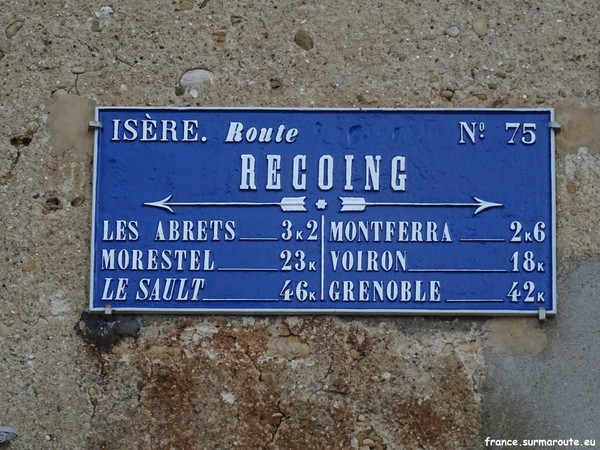 ISÈRE. Route Nº 75
RECOING
LES ABRETS 3K2 MONTFERRA 2K6
MORESTEL 23K VOIRON 18K
LE SAULT 46K GRENOBLE 42K
france.surmaroute.eu